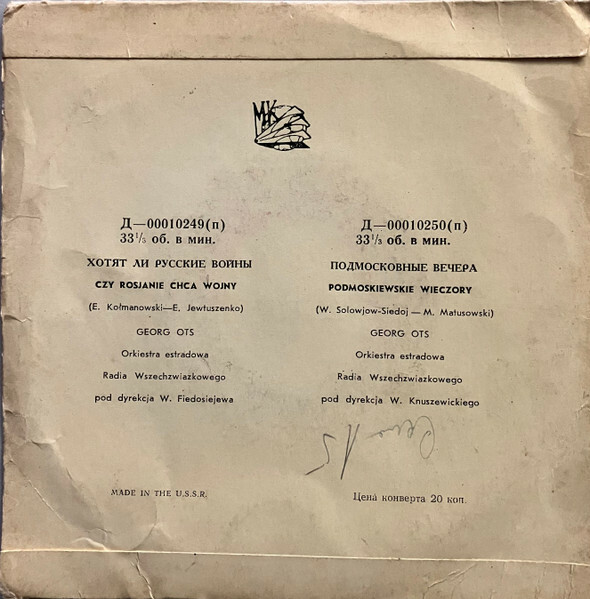 МК
Д—00010249(п)
33⅓ об. в мин.
ХОТЯТ ЛИ РУССКИЕ ВОЙНЫ
CZY ROSJANIE CHCA WOJNY
(E. Kołmanowski—E. Jewtuszenko)
GEORG OTS
Orkiestra estradowa
Radia Wszechzwiazkowego
pod dyrekcja W. Fiedosiejewa
Д—00010250(п)
33⅓ об. в мин.
ПОДМОСКОВНЫЕ ВЕЧЕРА
PODMOSKIEWSKIE WIECZORY
(W. Solowjow-Siedoj — M. Matusowski)
GEORG OTS
Orkiestra estradowa
Radia Wszechzwiazkowego
pod dyrekcja W. Knuszewickiego
MADE IN THE U.S.S.R.
Цена конверта 20 коп.